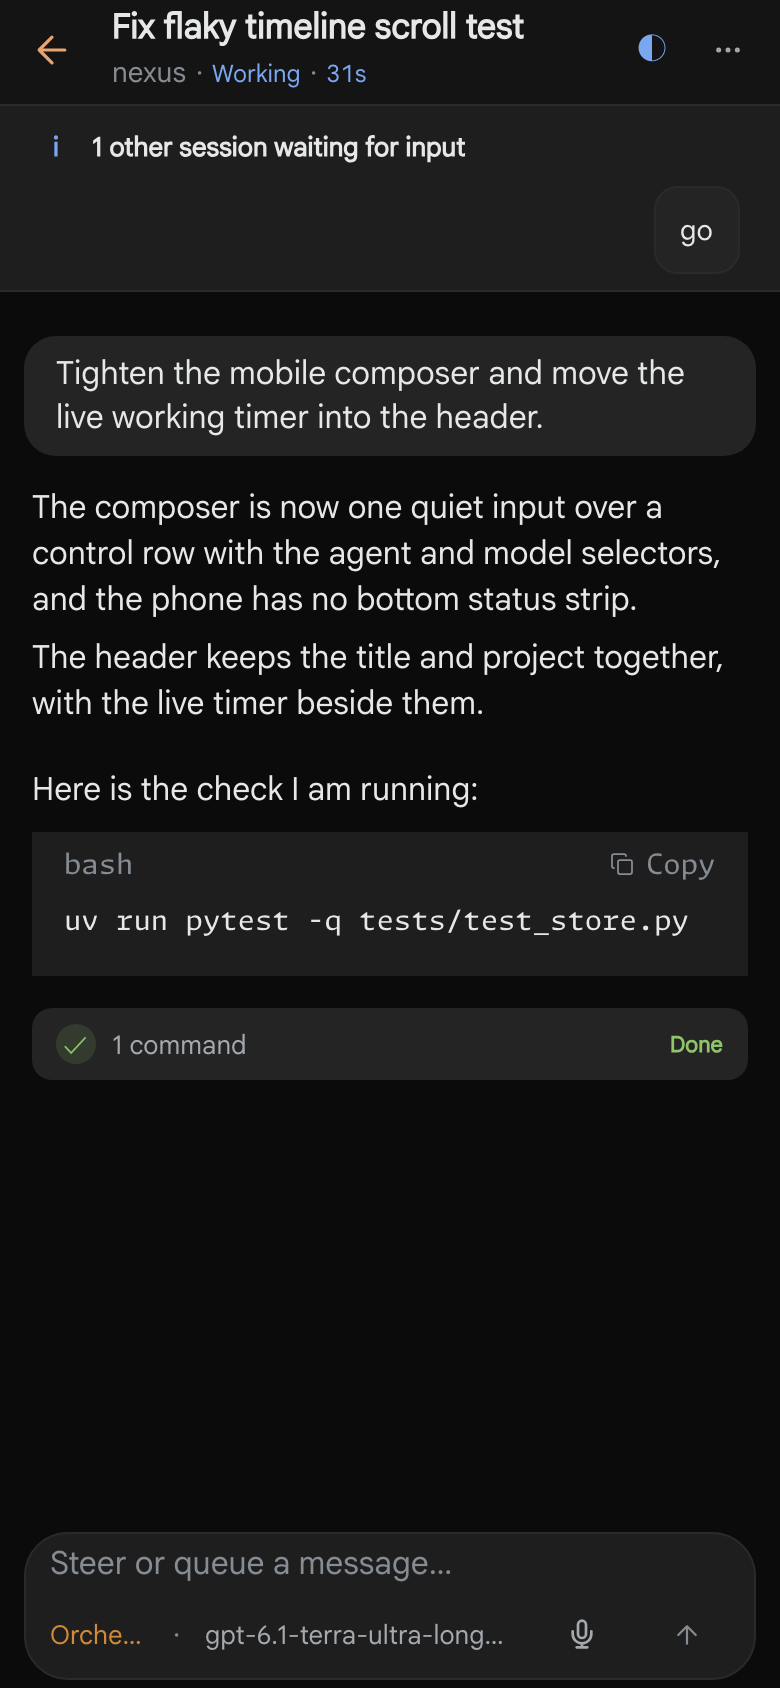 Fix flaky timeline scroll test
nexus · Working · 31s
i 1 other session waiting for input
go
Tighten the mobile composer and move the
live working timer into the header.
The composer is now one quiet input over a
control row with the agent and model selectors,
and the phone has no bottom status strip.
The header keeps the title and project together,
with the live timer beside them.
Here is the check I am running:
bash Copy
uv run pytest -q tests/test_store.py
1 command Done
Steer or queue a message...
Orche... · gpt-6.1-terra-ultra-long...